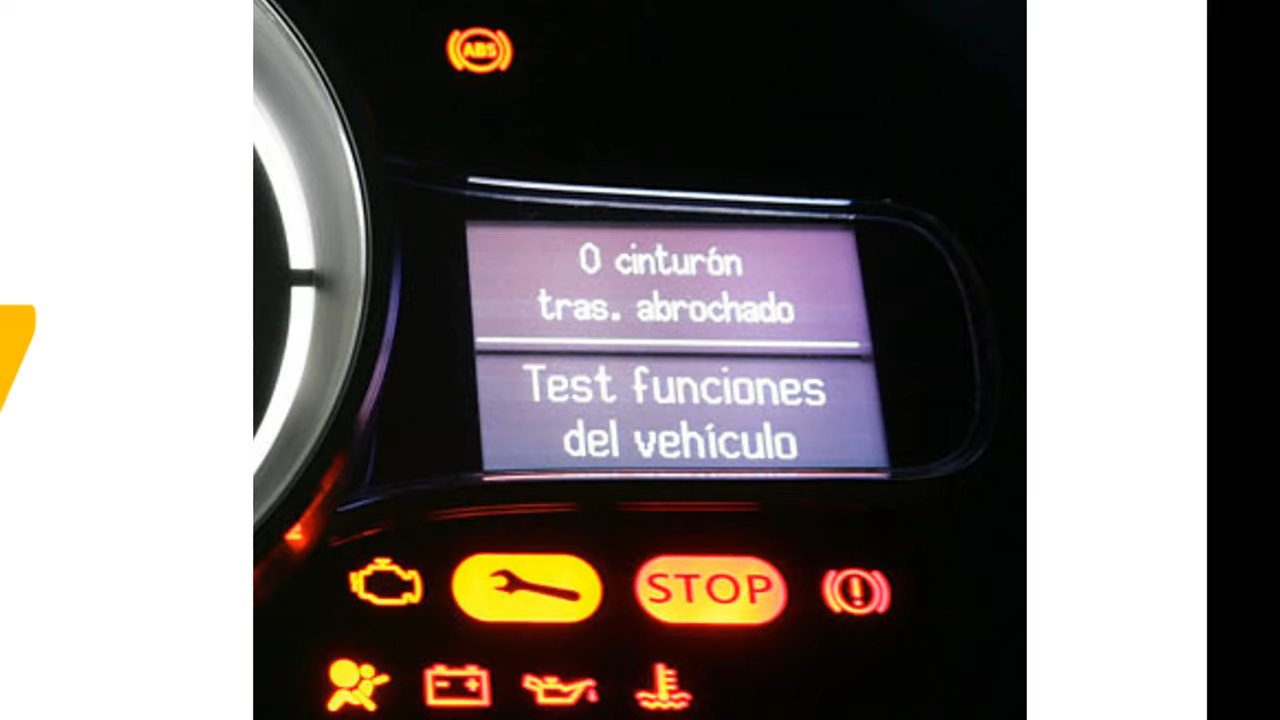 ABS
0 cinturón
tras. abrochado
Test funciones
del vehículo
STOP